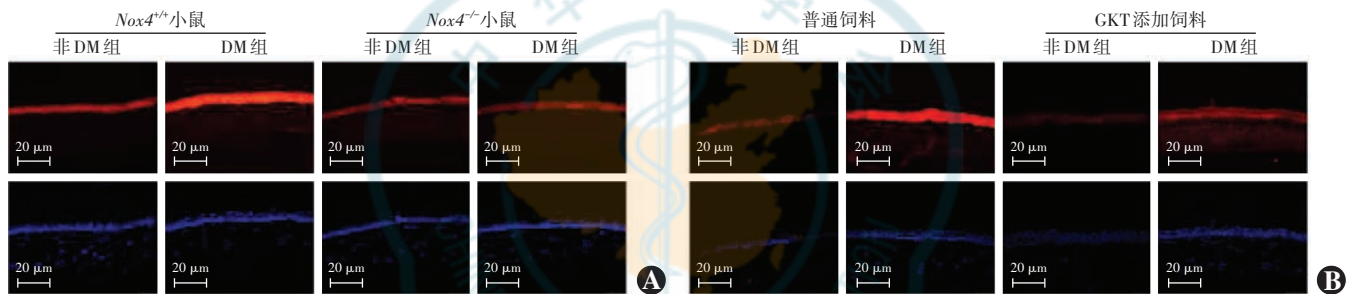 Nox4+/+小鼠 Nox4-/-小鼠 普通饲料 GKT添加饲料
非DM组 DM组 非DM组 DM组 非DM组 DM组 非DM组 DM组
20 μm 20 μm 20 μm 20 μm 20 μm 20 μm 20 μm 20 μm
20 μm 20 μm 20 μm 20 μm 20 μm 20 μm 20 μm 20 μm
A B